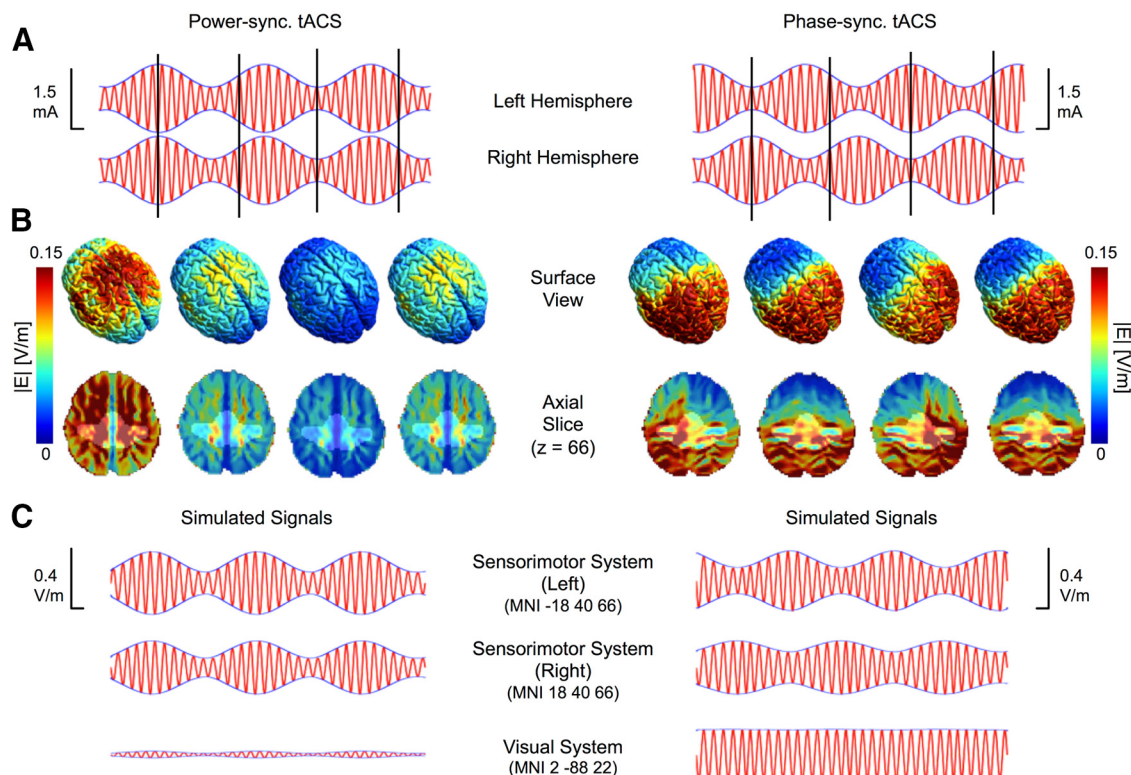 Power-sync. tACS
Phase-sync. tACS
A
1.5
mA
Left Hemisphere
Right Hemisphere
1.5
mA
B
0.15
|E| [V/m]
0
Surface
View
Axial
Slice
(z = 66)
0.15
|E| [V/m]
0
C
Simulated Signals
Simulated Signals
0.4
V/m
Sensorimotor System
(Left)
(MNI -18 40 66)
0.4
V/m
Sensorimotor System
(Right)
(MNI 18 40 66)
Visual System
(MNI 2 -88 22)